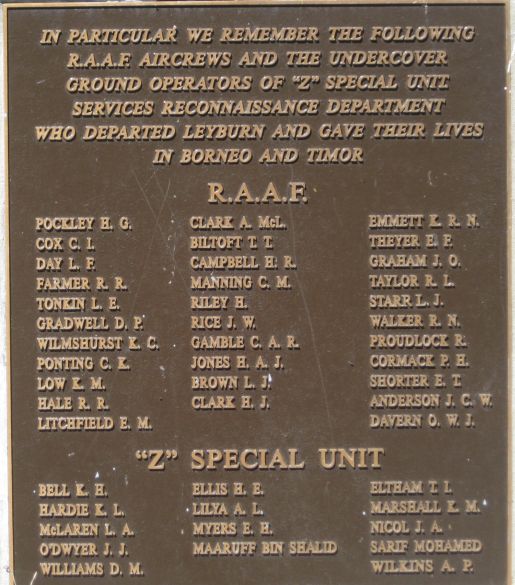 IN PARTICULAR WE REMEMBER THE FOLLOWING
R.A.A.F. AIRCREWS AND THE UNDERCOVER
GROUND OPERATORS OF "Z" SPECIAL UNIT
SERVICES RECONNAISSANCE DEPARTMENT
WHO DEPARTED LEYBURN AND GAVE THEIR LIVES
IN BORNEO AND TIMOR
R.A.A.F.
POCKLEY H. G. CLARK A. McL. EMMETT K. R. N.
COX C. I. BILTOFT T. T. THEYER E. F.
DAY L. F. CAMPBELL H. R. GRAHAM J. O.
FARMER R. R. MANNING C. M. TAYLOR R. L.
TONKIN L. E. RILEY H. STARR L. J.
GRADWELL D. P. RICE J. W. WALKER R. N.
WILMSHURST K. C. GAMBLE C. A. R. PROUDLOCK R.
PONTING C. K. JONES H. A. J. CORMACK P. H.
LOW K. M. BROWN L. J. SHORTER E. T.
HALE R. R. CLARK H. J. ANDERSON J. C. W.
LITCHFIELD E. M. DAVERN O. W. J.
"Z" SPECIAL UNIT
BELL K. H. ELLIS H. E. ELTHAM T. I.
HARDIE K. L. LILYA A. L. MARSHALL K. M.
McLAREN L. A. MYERS E. H. NICOL J. A.
O'DWYER J. J. MAARUFF BIN SHALID SARIF MOHAMED
WILLIAMS D. M. WILKINS A. P.